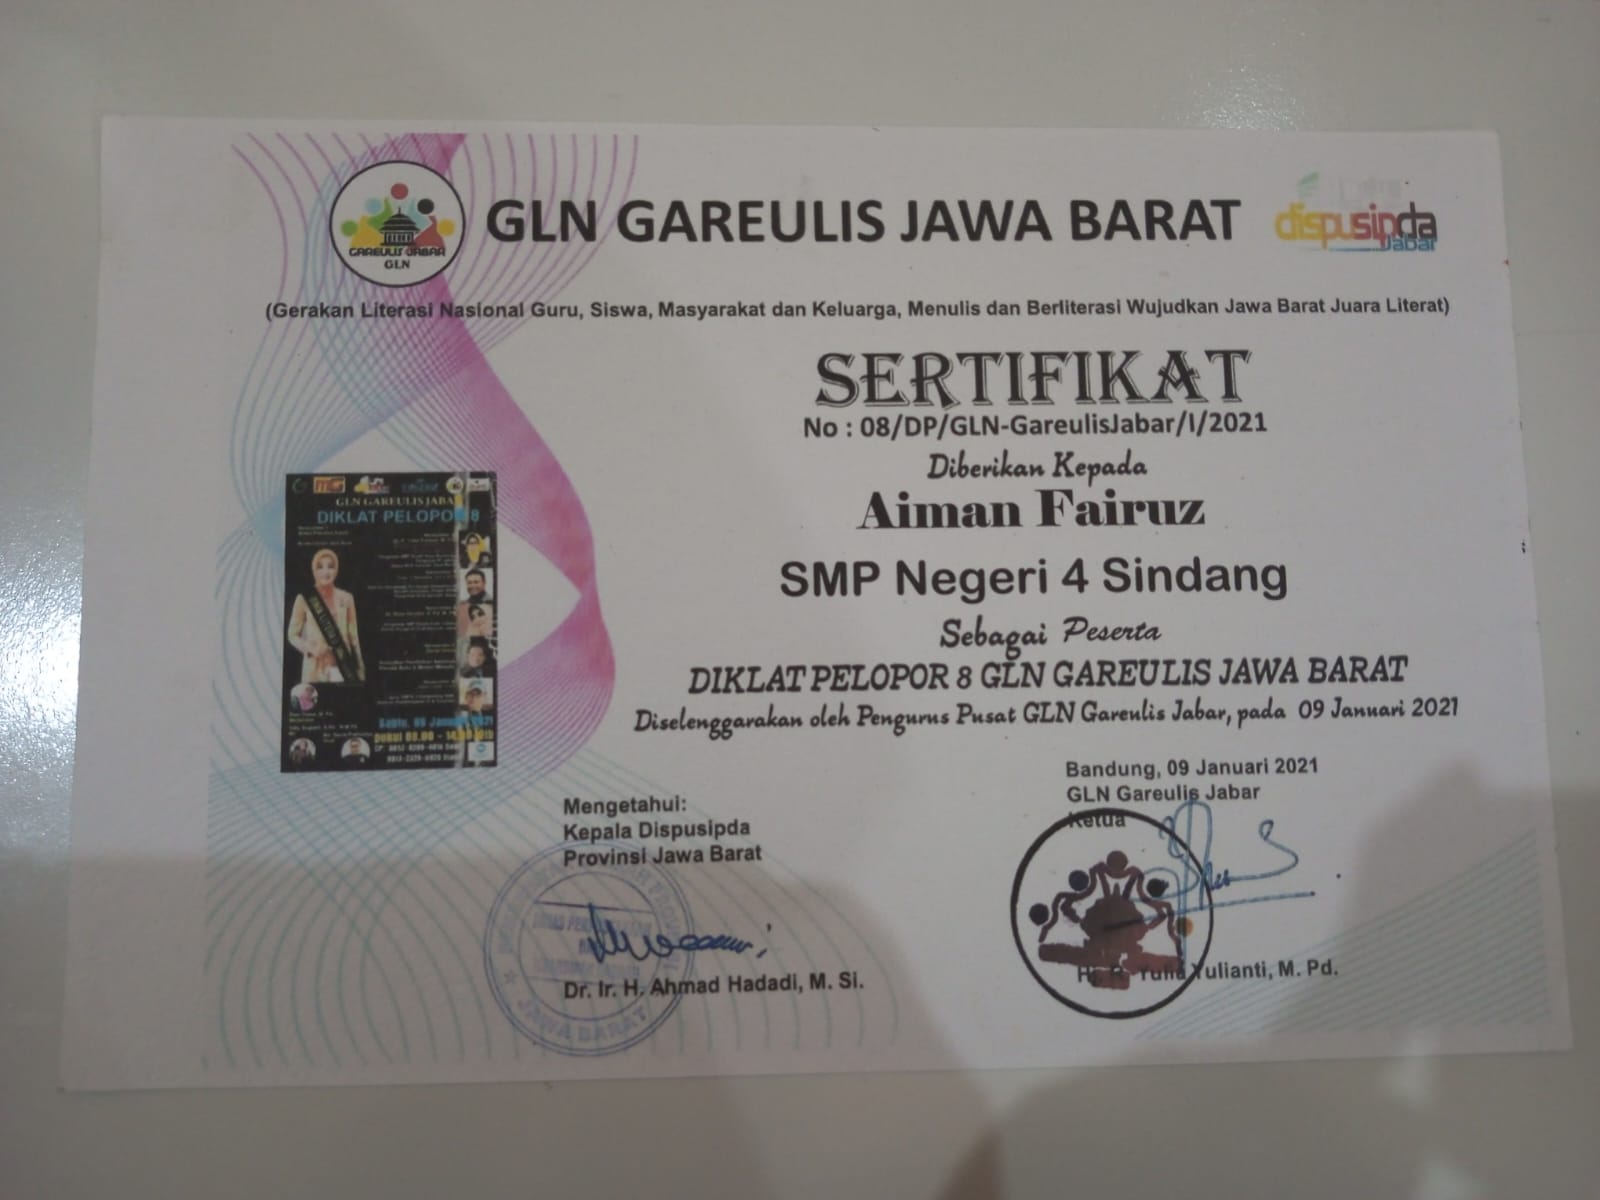 GAREULIS JABAR
GLN
GLN GAREULIS JAWA BARAT
dispusipda
Jabar
(Gerakan Literasi Nasional Guru, Siswa, Masyarakat dan Keluarga, Menulis dan Berliterasi Wujudkan Jawa Barat Juara Literat)
SERTIFIKAT
No : 08/DP/GLN-GareulisJabar/I/2021
Diberikan Kepada
Aiman Fairuz
SMP Negeri 4 Sindang
Sebagai Peserta
DIKLAT PELOPOR 8 GLN GAREULIS JAWA BARAT
Diselenggarakan oleh Pengurus Pusat GLN Gareulis Jabar, pada 09 Januari 2021
GLN GAREULIS JABA
DIKLAT PELOPOR 8
Bandung, 09 Januari 2021
GLN Gareulis Jabar
Ketua
Yulianti, M. Pd.
Mengetahui:
Kepala Dispusipda
Provinsi Jawa Barat
Dr. Ir. H. Ahmad Hadadi, M. Si.
JAWA BARAT